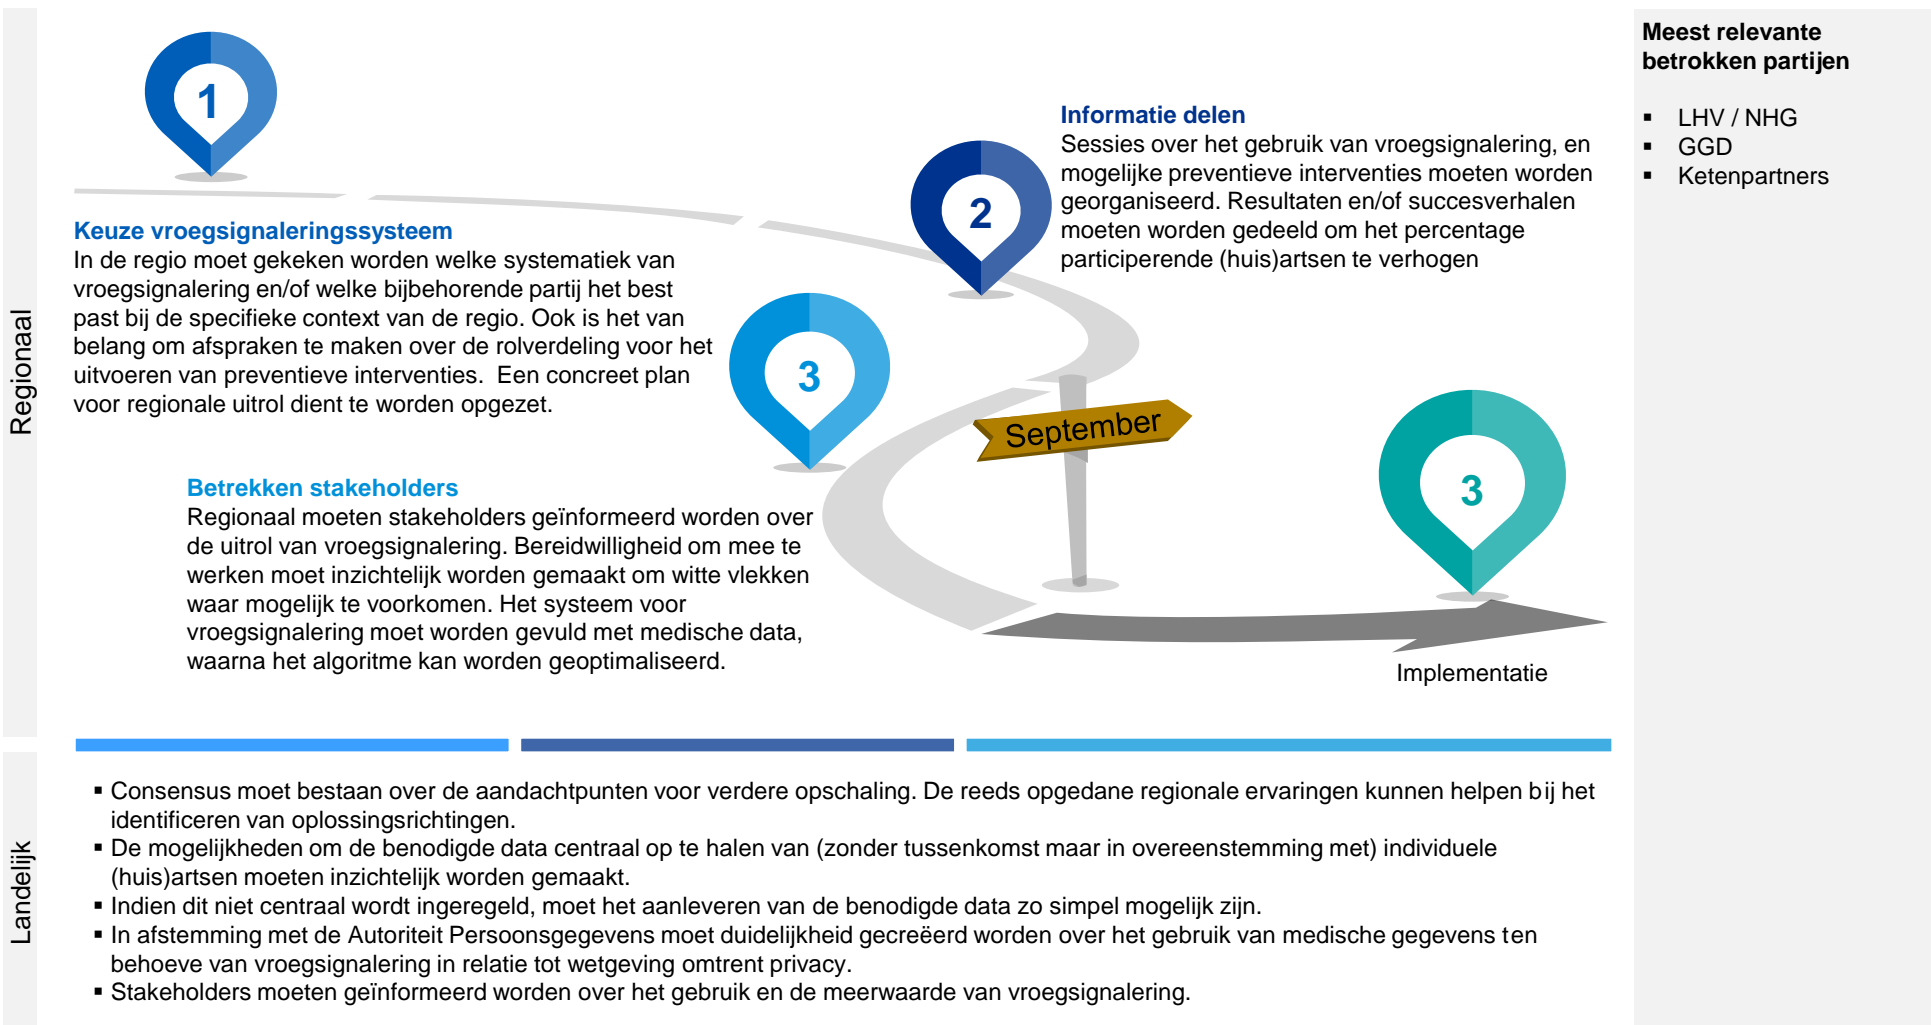 Regionaal
1
Keuze vroegsignaleringssysteem
In de regio moet gekeken worden welke systematiek van
vroegsignalering en/of welke bijbehorende partij het best
past bij de specifieke context van de regio. Ook is het van
belang om afspraken te maken over de rolverdeling voor het
uitvoeren van preventieve interventies.  Een concreet plan
voor regionale uitrol dient te worden opgezet.
2
Informatie delen
Sessies over het gebruik van vroegsignalering, en
mogelijke preventieve interventies moeten worden
georganiseerd. Resultaten en/of succesverhalen
moeten worden gedeeld om het percentage
participerende (huis)artsen te verhogen
3
Betrekken stakeholders
Regionaal moeten stakeholders geïnformeerd worden over
de uitrol van vroegsignalering. Bereidwilligheid om mee te
werken moet inzichtelijk worden gemaakt om witte vlekken
waar mogelijk te voorkomen. Het systeem voor
vroegsignalering moet worden gevuld met medische data,
waarna het algoritme kan worden geoptimaliseerd.
September
3
Implementatie
Meest relevante
betrokken partijen
▪ LHV / NHG
▪ GGD
▪ Ketenpartners
Landelijk
▪ Consensus moet bestaan over de aandachtpunten voor verdere opschaling. De reeds opgedane regionale ervaringen kunnen helpen bij het
identificeren van oplossingsrichtingen.
▪ De mogelijkheden om de benodigde data centraal op te halen van (zonder tussenkomst maar in overeenstemming met) individuele
(huis)artsen moeten inzichtelijk worden gemaakt.
▪ Indien dit niet centraal wordt ingeregeld, moet het aanleveren van de benodigde data zo simpel mogelijk zijn.
▪ In afstemming met de Autoriteit Persoonsgegevens moet duidelijkheid gecreëerd worden over het gebruik van medische gegevens ten
behoeve van vroegsignalering in relatie tot wetgeving omtrent privacy.
▪ Stakeholders moeten geïnformeerd worden over het gebruik en de meerwaarde van vroegsignalering.